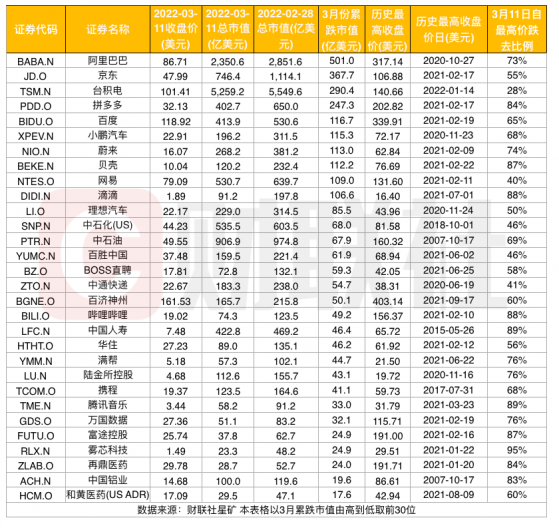 证券代码 证券名称 2022-03-11收盘价(美元) 2022-03-11总市值(亿美元) 2022-02-28总市值(亿美元) 3月份累跌市值(亿美元) 历史最高收盘价(美元) 历史最高收盘价日(美元) 3月11日自最高价跌去比例
BABA.N 阿里巴巴 86.71 2,350.6 2,851.6 501.0 317.14 2020-10-27 73%
JD.O 京东 47.99 746.4 1,114.1 367.7 106.88 2021-02-17 55%
TSM.N 台积电 101.41 5,259.2 5,549.6 290.4 140.66 2022-01-14 28%
PDD.O 拼多多 32.13 402.7 650.0 247.3 202.82 2021-02-17 84%
BIDU.O 百度 118.92 413.9 530.6 116.7 339.91 2021-02-19 65%
XPEV.N 小鹏汽车 22.91 196.2 311.5 115.3 72.17 2020-11-23 68%
NIO.N 蔚来 16.07 268.2 381.2 113.0 62.84 2021-02-09 74%
BEKE.N 贝壳 10.04 120.2 232.4 112.2 76.69 2021-02-22 87%
NTES.O 网易 79.09 530.7 639.7 109.0 131.60 2021-02-11 40%
DIDI.N 滴滴 1.89 91.2 197.8 106.6 16.40 2021-07-01 88%
LI.O 理想汽车 22.17 229.0 314.5 85.5 43.96 2020-11-24 50%
SNP.N 中石化(US) 44.23 535.5 603.5 68.0 81.58 2018-10-01 46%
PTR.N 中石油 49.55 906.9 974.8 67.9 160.32 2007-10-17 69%
YUMC.N 百胜中国 37.48 159.5 221.4 61.9 68.94 2021-06-02 46%
BZ.O BOSS直聘 17.81 72.8 132.1 59.3 42.05 2021-06-25 58%
ZTO.N 中通快递 22.67 183.3 238.0 54.7 38.31 2020-06-19 41%
BGNE.O 百济神州 161.53 165.7 215.8 50.1 403.14 2021-09-17 60%
BILI.O 哔哩哔哩 19.02 74.3 123.5 49.2 156.37 2021-02-10 88%
LFC.N 中国人寿 7.48 422.8 469.2 46.4 65.72 2015-05-26 89%
HTHT.O 华住 27.23 89.0 135.1 46.2 61.92 2021-02-12 56%
YMM.N 满帮 5.18 57.3 102.1 44.7 21.50 2021-06-22 76%
LU.N 陆金所控股 4.68 112.6 155.7 43.1 19.72 2020-11-16 76%
TCOM.O 携程 19.37 123.5 164.6 41.1 59.73 2017-07-31 68%
TME.N 腾讯音乐 3.44 58.2 91.2 33.0 31.79 2021-03-23 89%
GDS.O 万国数据 27.36 51.1 83.2 32.1 115.71 2021-02-19 76%
FUTU.O 富途控股 25.74 37.8 62.7 24.9 191.00 2021-02-16 87%
RLX.N 雾芯科技 1.49 23.3 48.2 24.9 29.51 2021-01-22 95%
ZLAB.O 再鼎医药 29.78 28.7 52.7 24.0 191.71 2021-01-20 84%
ACH.N 中国铝业 14.68 100.0 119.6 19.6 86.61 2007-10-17 83%
HCM.O 和黄医药(US ADR) 17.09 29.5 47.1 17.6 42.94 2021-08-09 60%
数据来源：财联社星矿 本表格以3月累跌市值由高到低取前30位
财联社